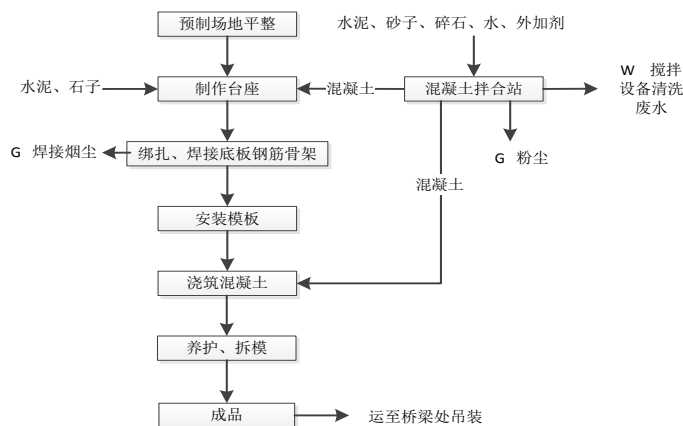 预制场地平整
水泥、砂子、碎石、水、外加剂
水泥、石子
制作台座
混凝土
混凝土拌合站
W 搅拌
设备清洗
废水
G 焊接烟尘
绑扎、焊接底板钢筋骨架
G 粉尘
混凝土
安装模板
浇筑混凝土
养护、拆模
成品
运至桥梁处吊装